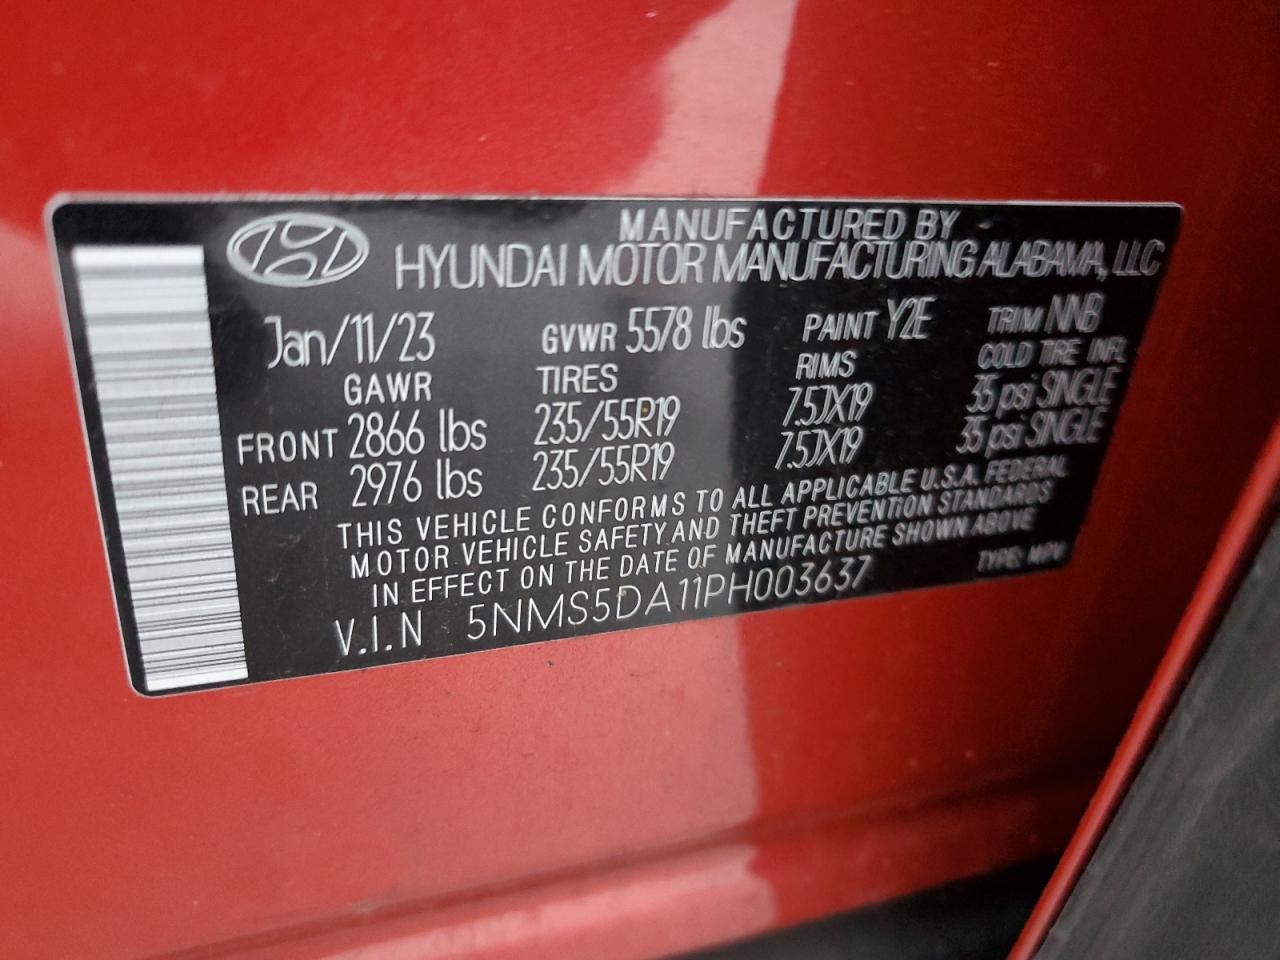 MANUFACTURED BY
HYUNDAI MOTOR MANUFACTURING ALABAMA, LLC
Jan/11/23 GVWR 5578 lbs PAINT Y2E TRIM NNB
GAWR TIRES RIMS COLD TIRE INFL
FRONT 2866 lbs 235/55R19 7.5JX19 35 psi SINGLE
REAR 2976 lbs 235/55R19 7.5JX19 35 psi SINGLE
THIS VEHICLE CONFORMS TO ALL APPLICABLE U.S.A. FEDERAL
MOTOR VEHICLE SAFETY AND THEFT PREVENTION STANDARDS
IN EFFECT ON THE DATE OF MANUFACTURE SHOWN ABOVE
V.I.N 5NMS5DA11PH003637 TYPE: MPV